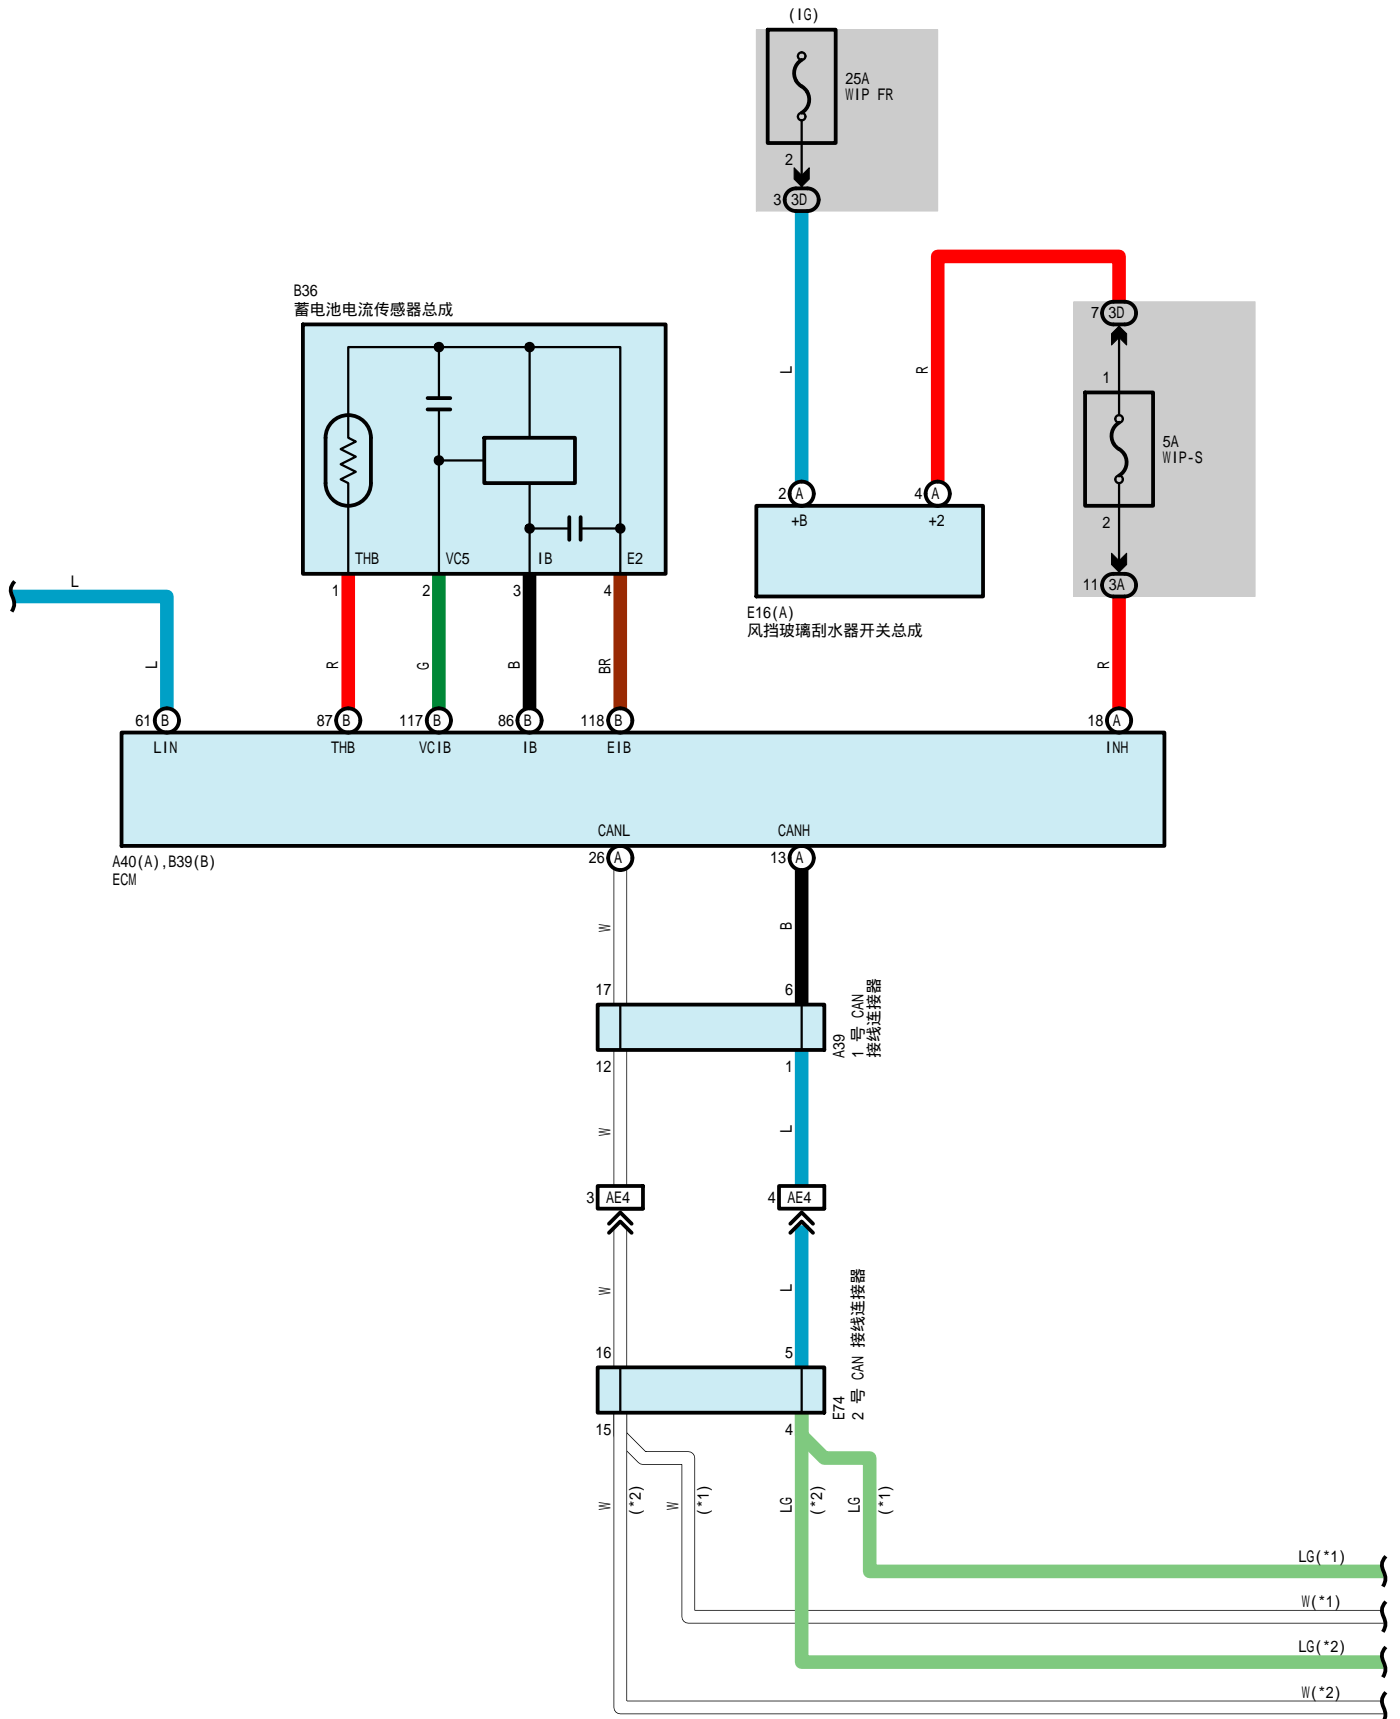 (IG)
25A
WIP FR
2
3
3D
B36
蓄电池电流传感器总成
7
3D
1
L
R
5A
WIP-S
2
A
4
A
+B
+2
2
11
3A
E16(A)
风挡玻璃刮水器开关总成
THB
VC5
IB
E2
1
2
3
4
L
L
R
G
B
BR
R
61
B
87
B
117
B
86
B
118
B
18
A
LIN
THB
VCIB
IB
EIB
INH
CANL
CANH
A40(A),B39(B)
ECM
26
A
13
A
W
B
17
6
A39
1 号 CAN
接线连接器
12
1
W
L
3
AE4
4
AE4
W
L
16
5
E74
2 号 CAN 接线连接器
15
4
W
(*2)
W
(*1)
LG
(*2)
LG
(*1)
LG(*1)
W(*1)
LG(*2)
W(*2)